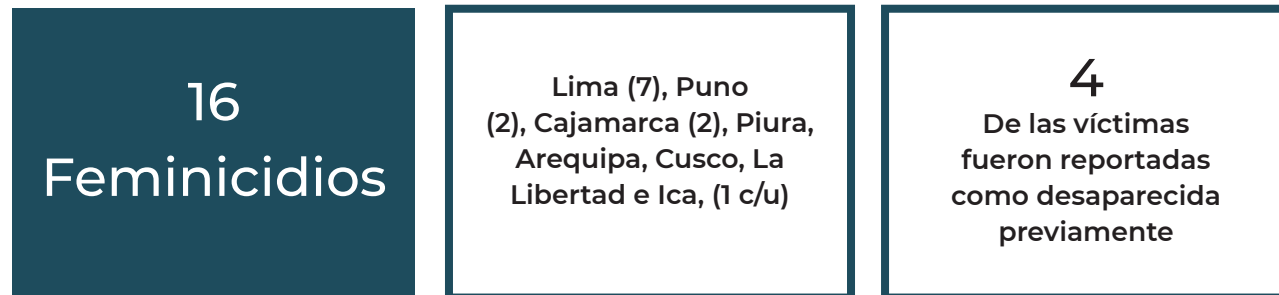 16
Feminicidios
Lima (7), Puno
(2), Cajamarca (2), Piura,
Arequipa, Cusco, La
Libertad e Ica, (1 c/u)
4
De las víctimas
fueron reportadas
como desaparecida
previamente